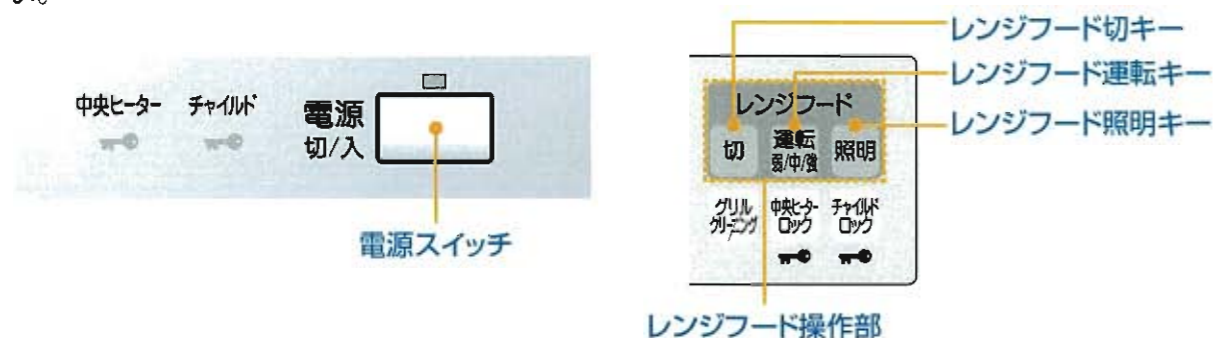 い。
中央ヒーター チャイルド
電源
切/入
電源スイッチ
レンジフード切キー
レンジフード運転キー
レンジフード照明キー
レンジフード
切 運転 照明
弱/中/強
グリル 中央ヒーター チャイルド
クリーニング ロック ロック
レンジフード操作部